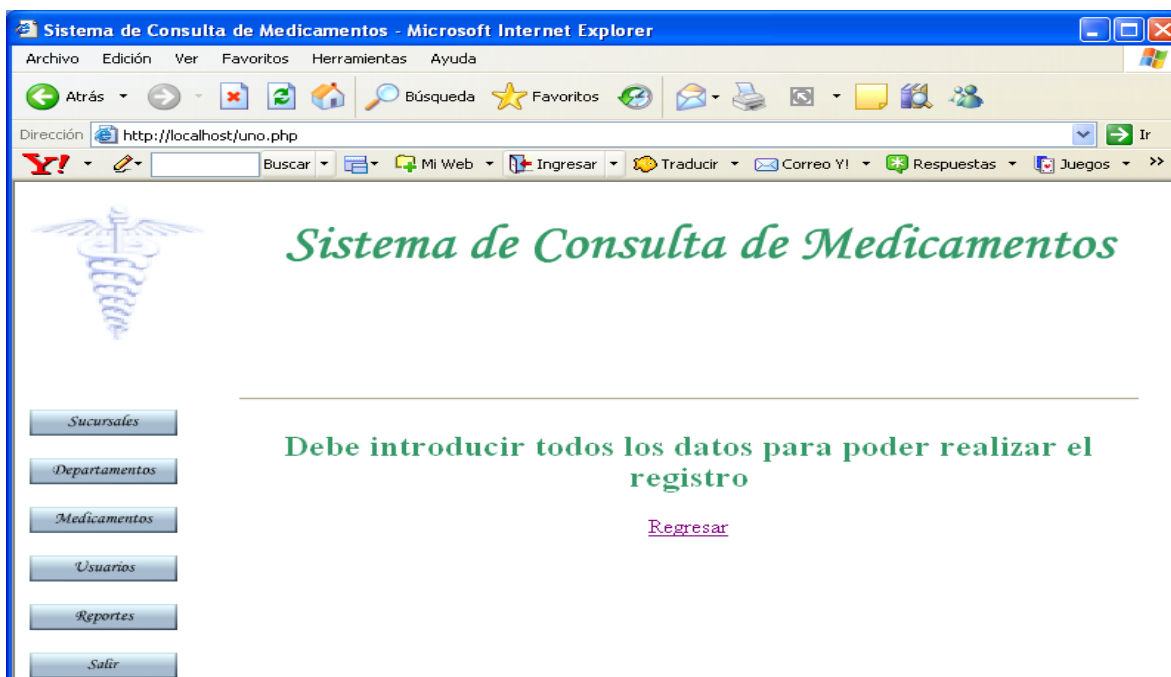 Sistema de Consulta de Medicamentos - Microsoft Internet Explorer
Archivo Edición Ver Favoritos Herramientas Ayuda
Atrás Búsqueda Favoritos
Dirección http://localhost/uno.php Ir
Y! Buscar Mi Web Ingresar Traducir Correo Y! Respuestas Juegos >>
Sistema de Consulta de Medicamentos
Sucursales
Departamentos
Medicamentos
Usuarios
Reportes
Salir
Debe introducir todos los datos para poder realizar el
registro
Regresar